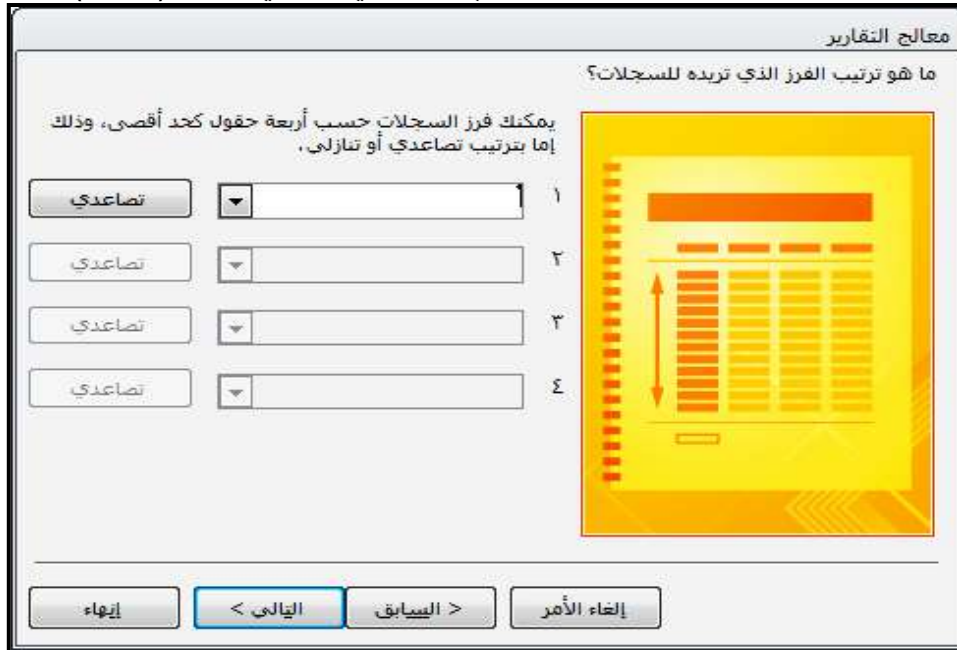 معالج التقارير
ما هو ترتيب الفرز الذي تريده للسجلات؟
يمكنك فرز السجلات حسب أربعة حقول كحد أقصى، وذلك
إما بترتيب تصاعدي أو تنازلي.
١ تصاعدي
٢ تصاعدي
٣ تصاعدي
٤ تصاعدي
إلغاء الأمر < السابق التالي > إنهاء